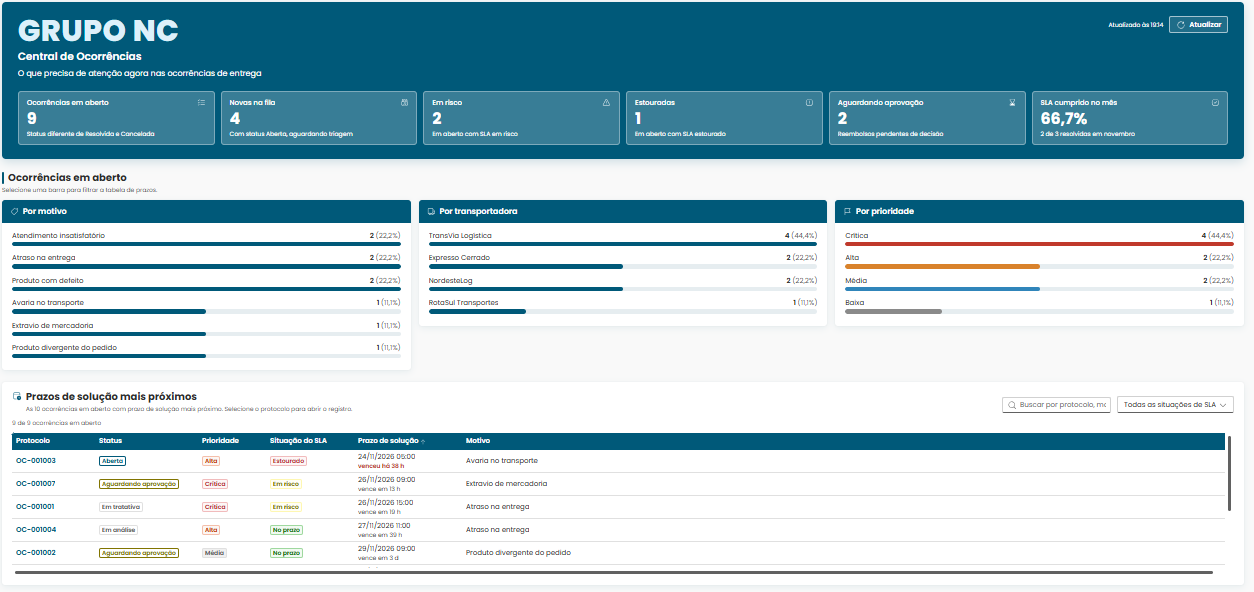 GRUPO NC
Central de Ocorrências
O que precisa de atenção agora nas ocorrências de entrega
Atualizado às 19:14
Atualizar
Ocorrências em aberto
9
Status diferente de Resolvida e Cancelada
Novas na fila
4
Com status Aberta, aguardando triagem
Em risco
2
Em aberto com SLA em risco
Estouradas
1
Em aberto com SLA estourado
Aguardando aprovação
2
Reembolsos pendentes de decisão
SLA cumprido no mês
66,7%
2 de 3 resolvidas em novembro
Ocorrências em aberto
Selecione uma barra para filtrar a tabela de prazos.
Por motivo
Atendimento insatisfatório 2 (22,2%)
Atraso na entrega 2 (22,2%)
Produto com defeito 2 (22,2%)
Avaria no transporte 1 (11,1%)
Extravio de mercadoria 1 (11,1%)
Produto divergente do pedido 1 (11,1%)
Por transportadora
TransVia Logística 4 (44,4%)
Expresso Cerrado 2 (22,2%)
NordesteLog 2 (22,2%)
RotaSul Transportes 1 (11,1%)
Por prioridade
Crítica 4 (44,4%)
Alta 2 (22,2%)
Média 2 (22,2%)
Baixa 1 (11,1%)
Prazos de solução mais próximos
As 10 ocorrências em aberto com prazo de solução mais próximo. Selecione o protocolo para abrir o registro.
Buscar por protocolo, mo
Todas as situações de SLA
9 de 9 ocorrências em aberto
Protocolo Status Prioridade Situação do SLA Prazo de solução Motivo
OC-001003 Aberto Alta Estourado 24/11/2026 05:00 Avaria no transporte
venceu há 38 h
OC-001007 Aguardando aprovação Crítica Em risco 26/11/2026 09:00 Extravio de mercadoria
vence em 13 h
OC-001001 Em tratativa Crítica Em risco 26/11/2026 15:00 Atraso na entrega
vence em 19 h
OC-001004 Em análise Alta No prazo 27/11/2026 11:00 Atraso na entrega
vence em 39 h
OC-001002 Aguardando aprovação Média No prazo 29/11/2026 09:00 Produto divergente do pedido
vence em 3 d